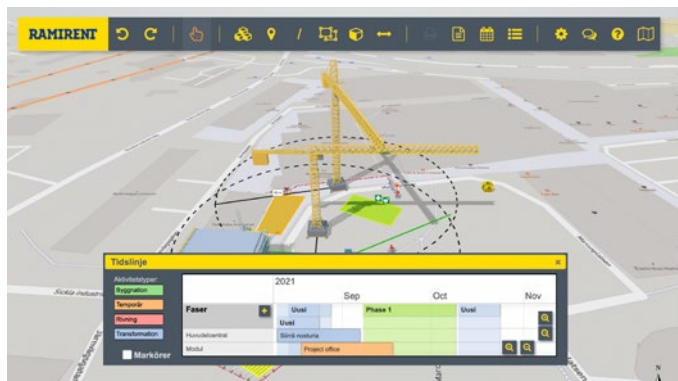 RAMIRENT
Tidslinje
Aktivitetstyper:
Byggnation
Temporär
Rivning
Transformation
Markörer
2021
Sep Oct Nov
Faser Uusi Phase 1 Uusi
Uusi
Huvudelcentral Siirrä nosturia
Modul Project office
N